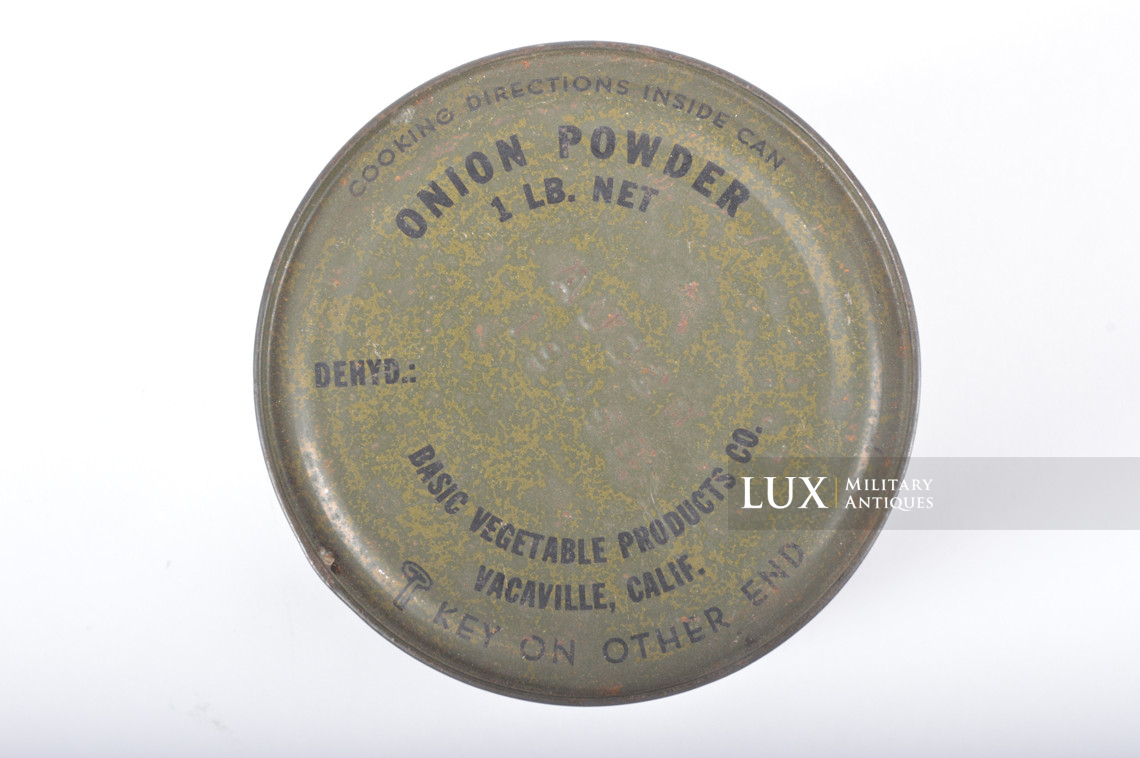 COOKING DIRECTIONS INSIDE CAN
ONION POWDER
1 LB. NET
DEHYD.:
BASIC VEGETABLE PRODUCTS CO.
VACAVILLE, CALIF.
KEY ON OTHER END
LUX MILITARY
ANTIQUES